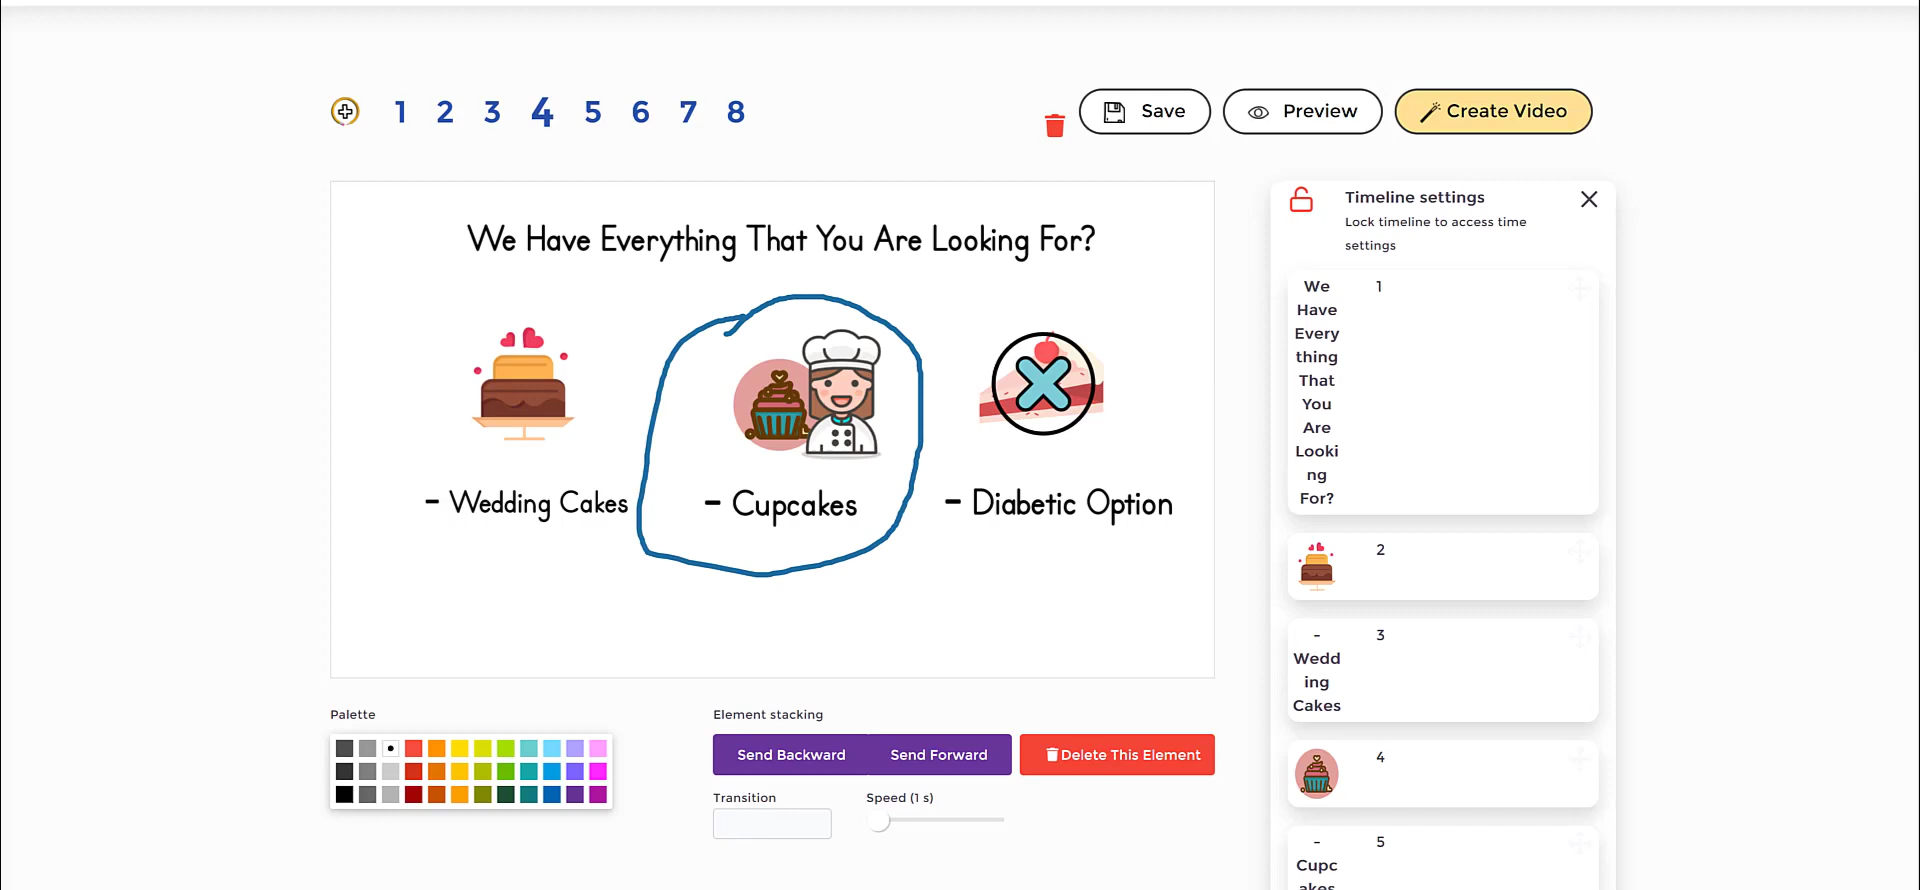 1 2 3 4 5 6 7 8
Save
Preview
Create Video
We Have Everything That You Are Looking For?
- Wedding Cakes
- Cupcakes
- Diabetic Option
Palette
Element stacking
Send Backward
Send Forward
Delete This Element
Transition
Speed (1 s)
Timeline settings
Lock timeline to access time
settings
We
Have
Every
thing
That
You
Are
Looki
ng
For?
1
2
-
Wedd
ing
Cakes
3
4
-
Cupc
akes
5